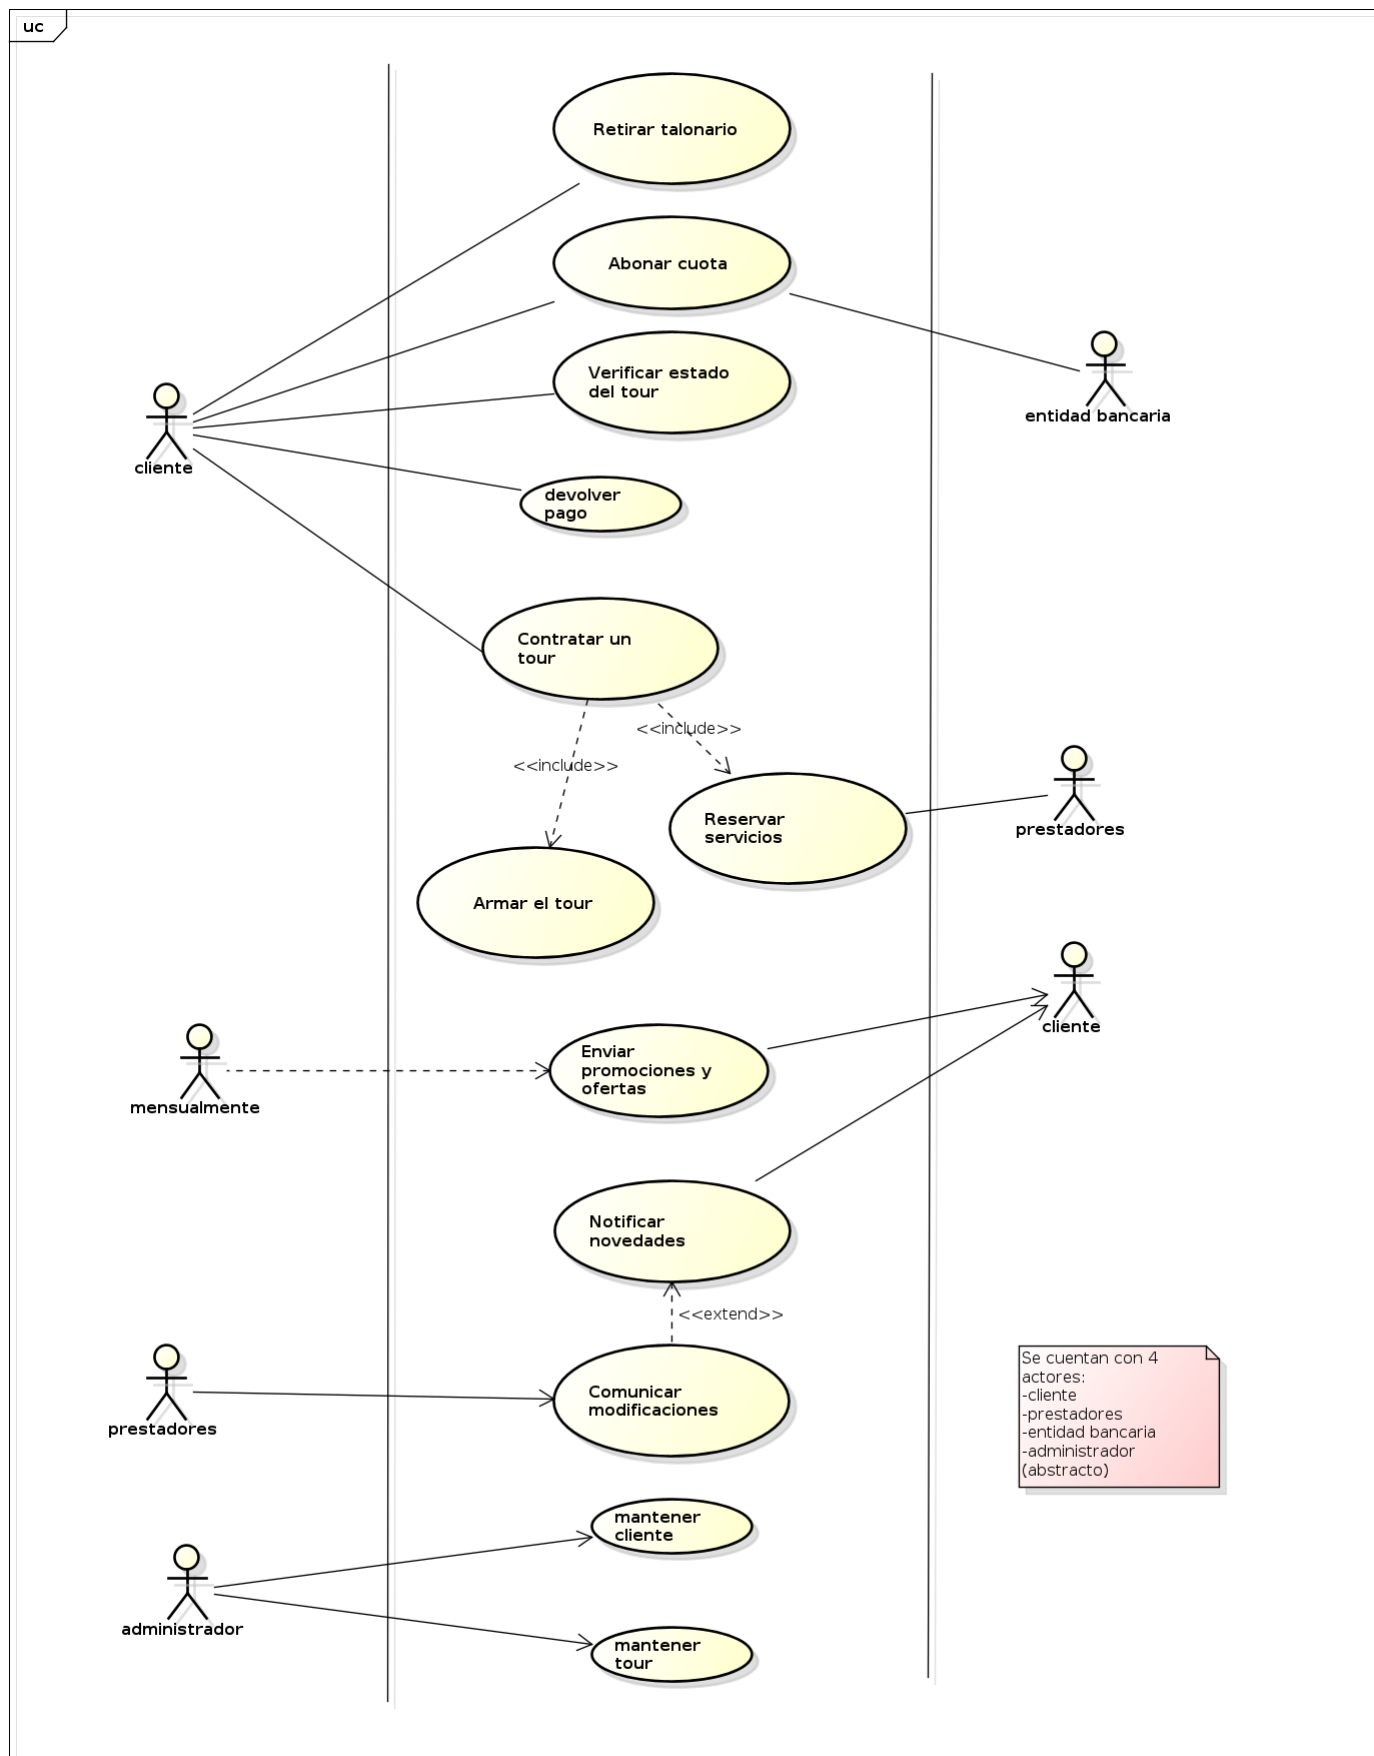 uc
Retirar talonario
Abonar cuota
Verificar estado
del tour
entidad bancaria
cliente
devolver
pago
Contratar un
tour
<<include>>
<<include>>
Reservar
servicios
prestadores
Armar el tour
cliente
Enviar
promociones y
ofertas
mensualmente
Notificar
novedades
<<extend>>
Comunicar
modificaciones
prestadores
Se cuentan con 4
actores:
-cliente
-prestadores
-entidad bancaria
-administrador
(abstracto)
mantener
cliente
administrador
mantener
tour